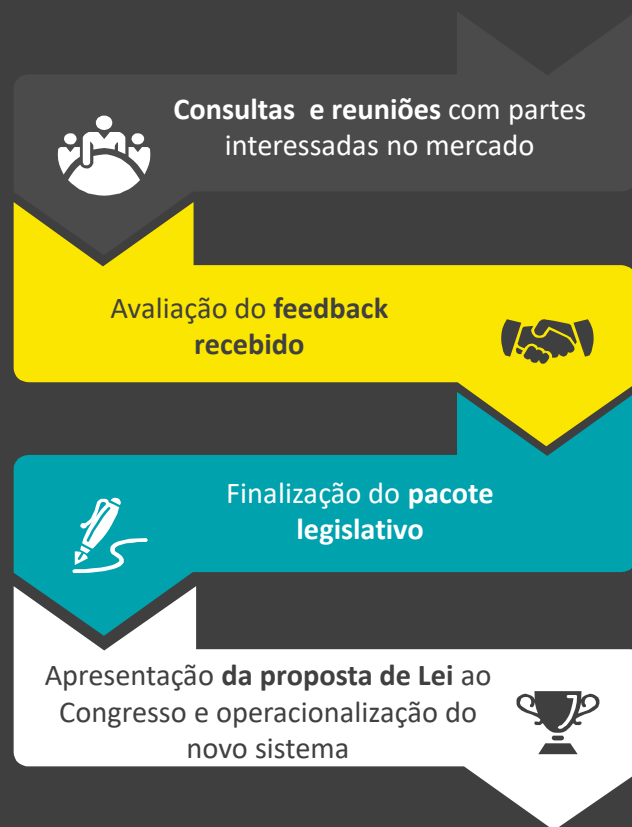 Consultas e reuniões com partes
interessadas no mercado
Avaliação do feedback
recebido
Finalização do pacote
legislativo
Apresentação da proposta de Lei ao
Congresso e operacionalização do
novo sistema